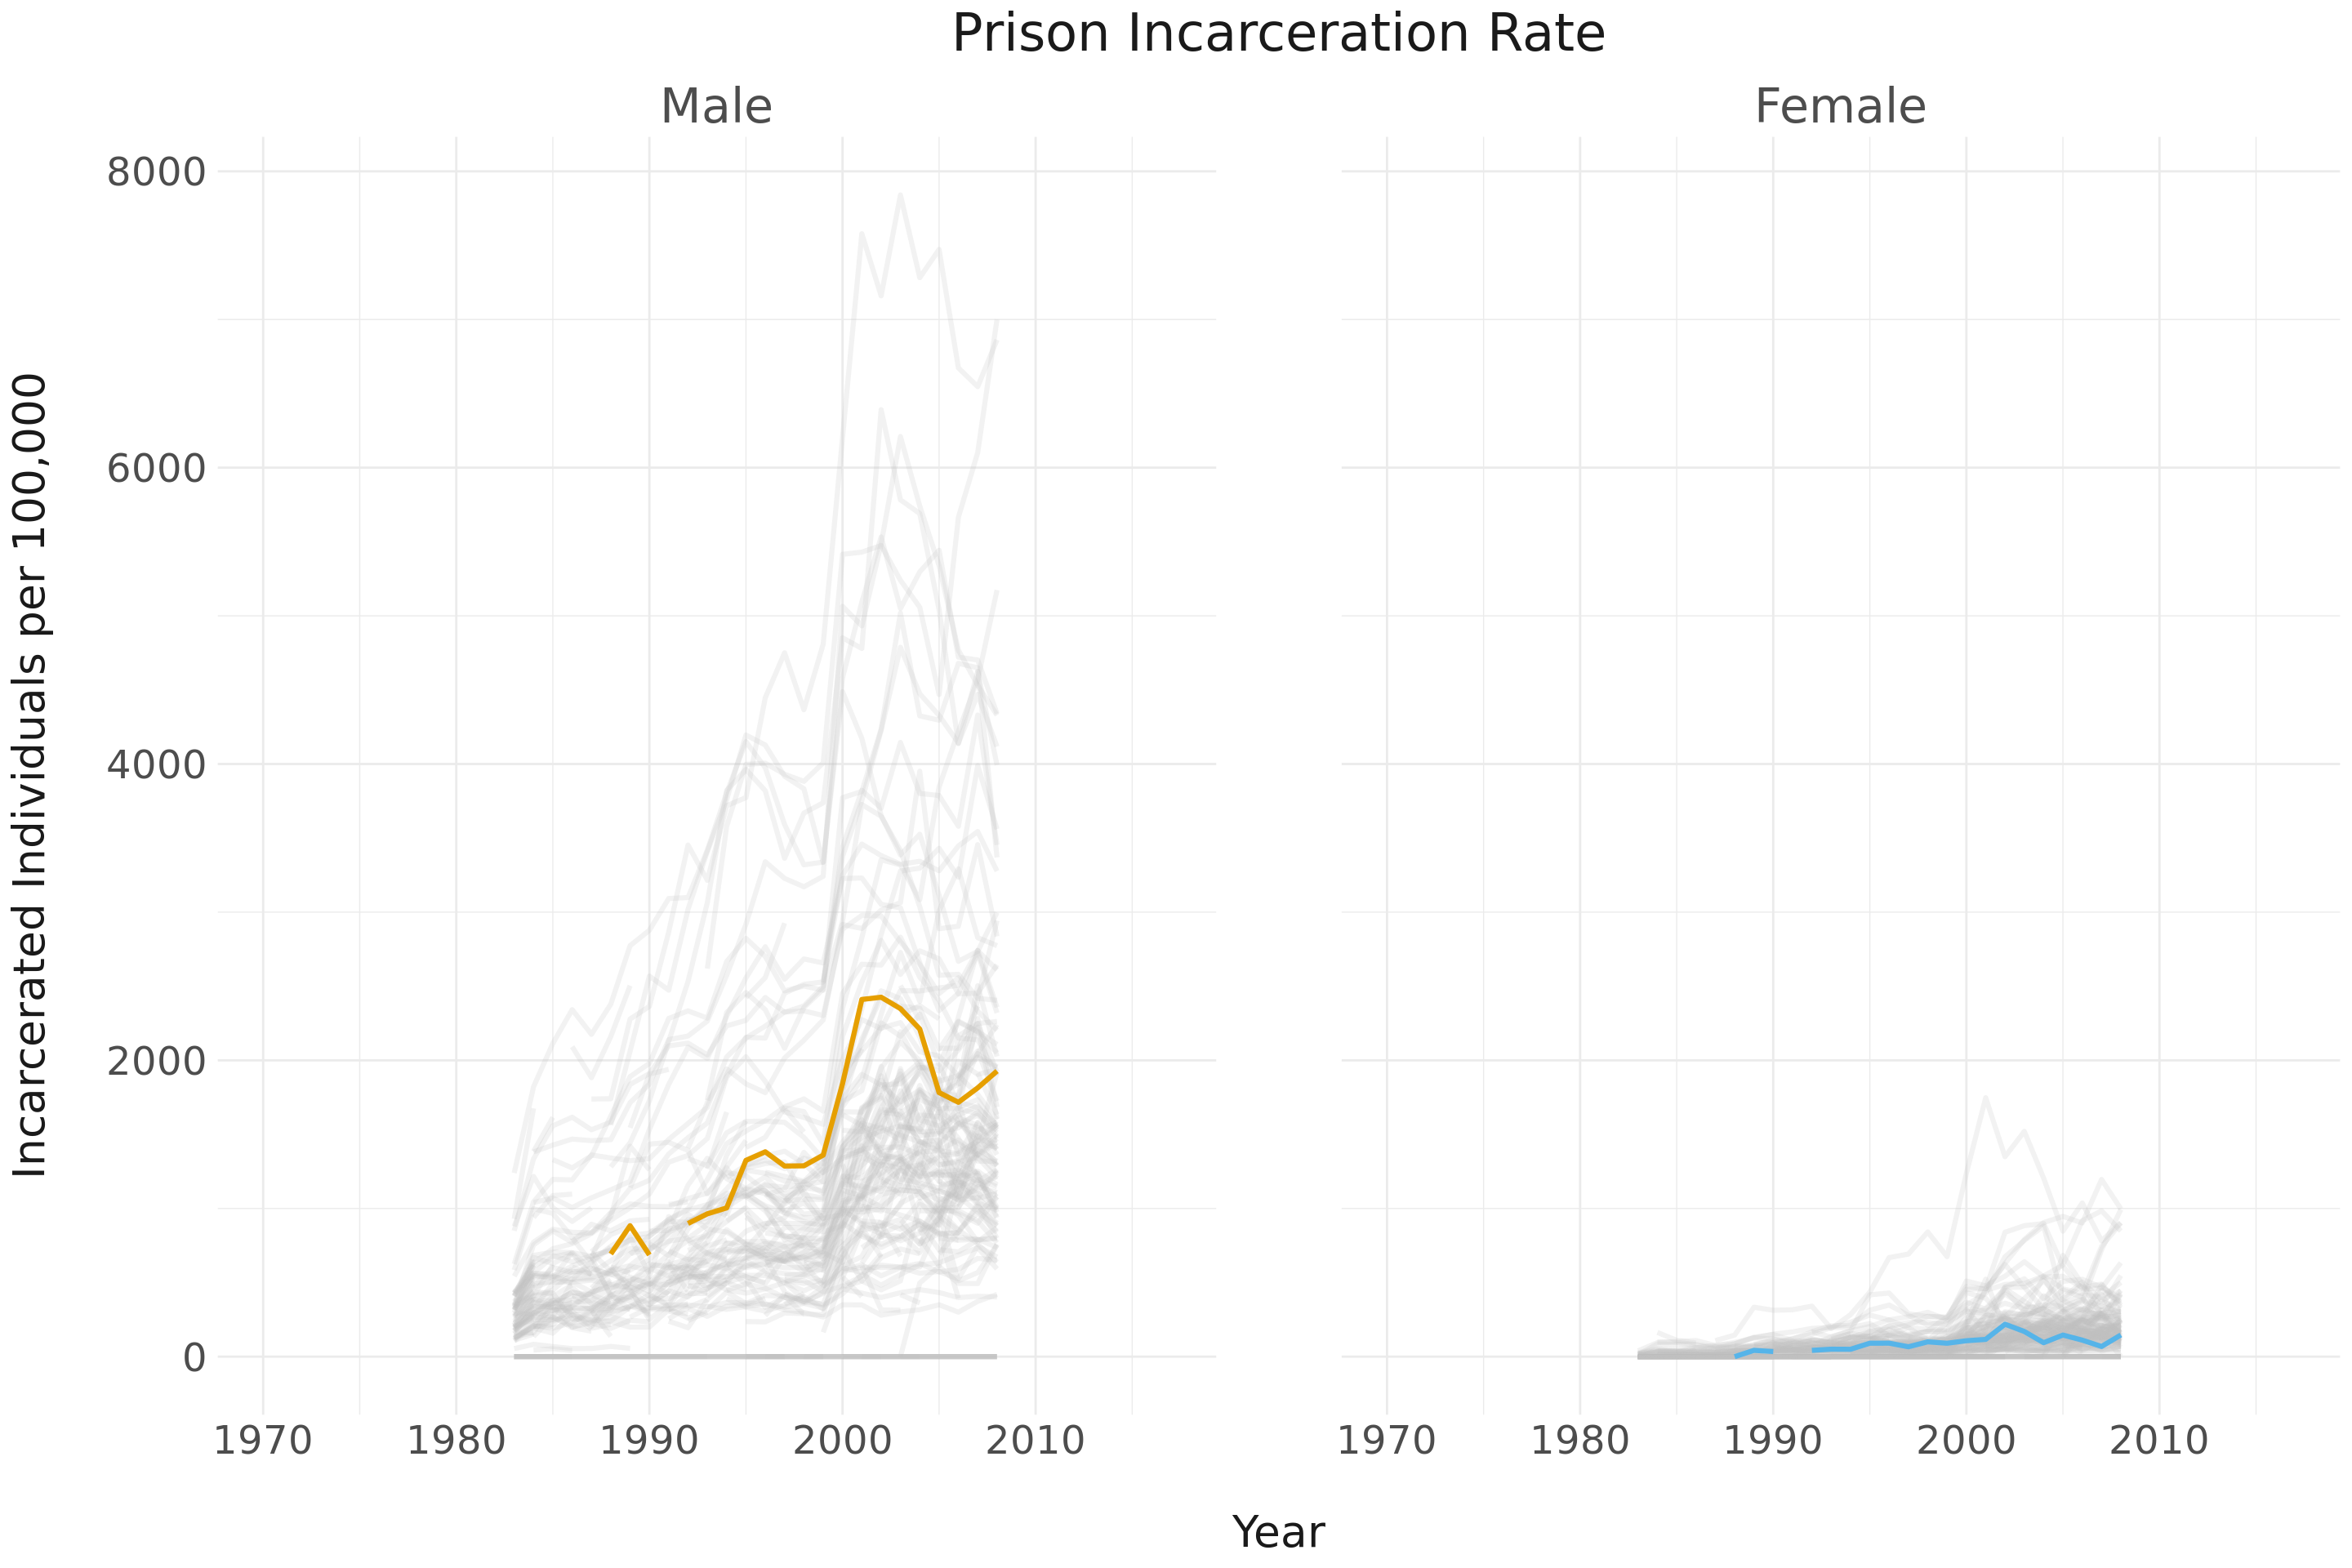 Prison Incarceration Rate
Male
Female
Incarcerated Individuals per 100,000
8000
6000
4000
2000
0
1970 1980 1990 2000 2010
1970 1980 1990 2000 2010
Year